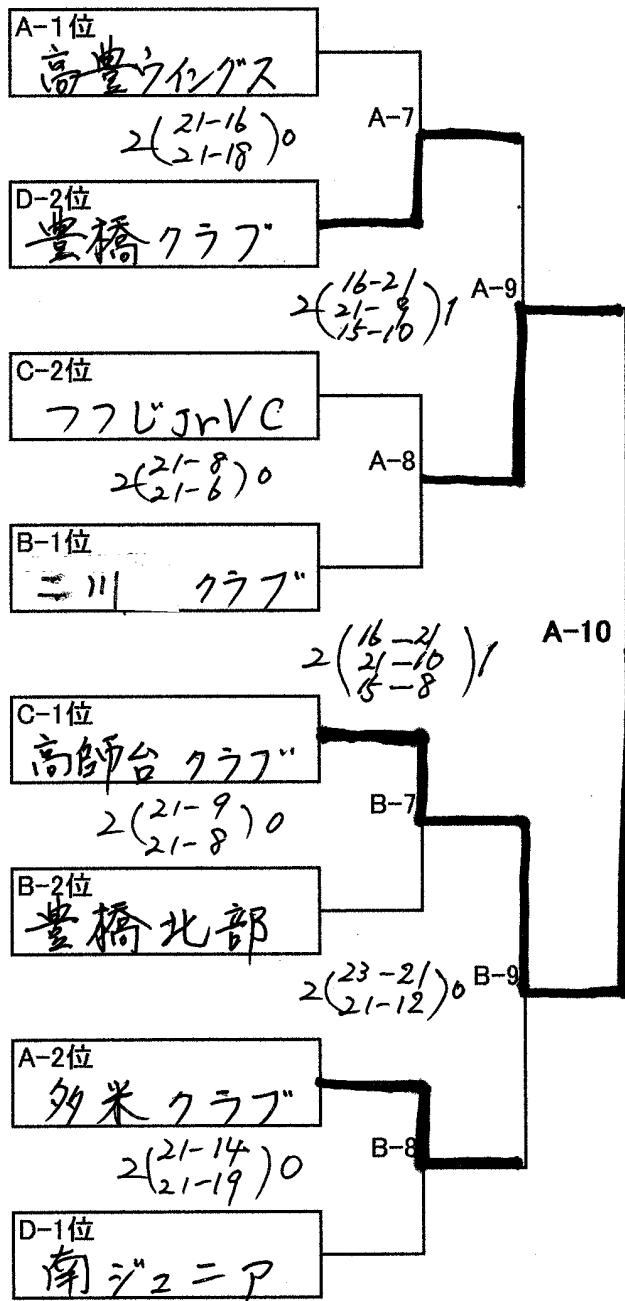 A-1位
高豊ウイングス
A-7
2(21-16 21-18)0
D-2位
豊橋クラブ
2(16-21 21-9 15-10)1
A-9
C-2位
つつじJrVC
2(21-8 21-6)0
A-8
B-1位
二川 クラブ
2(16-21 21-10 15-8)1
A-10
C-1位
高師台クラブ
2(21-9 21-8)0
B-7
B-2位
豊橋北部
2(23-21 21-12)0
B-9
A-2位
多米クラブ
2(21-14 21-19)0
B-8
D-1位
南ジュニア